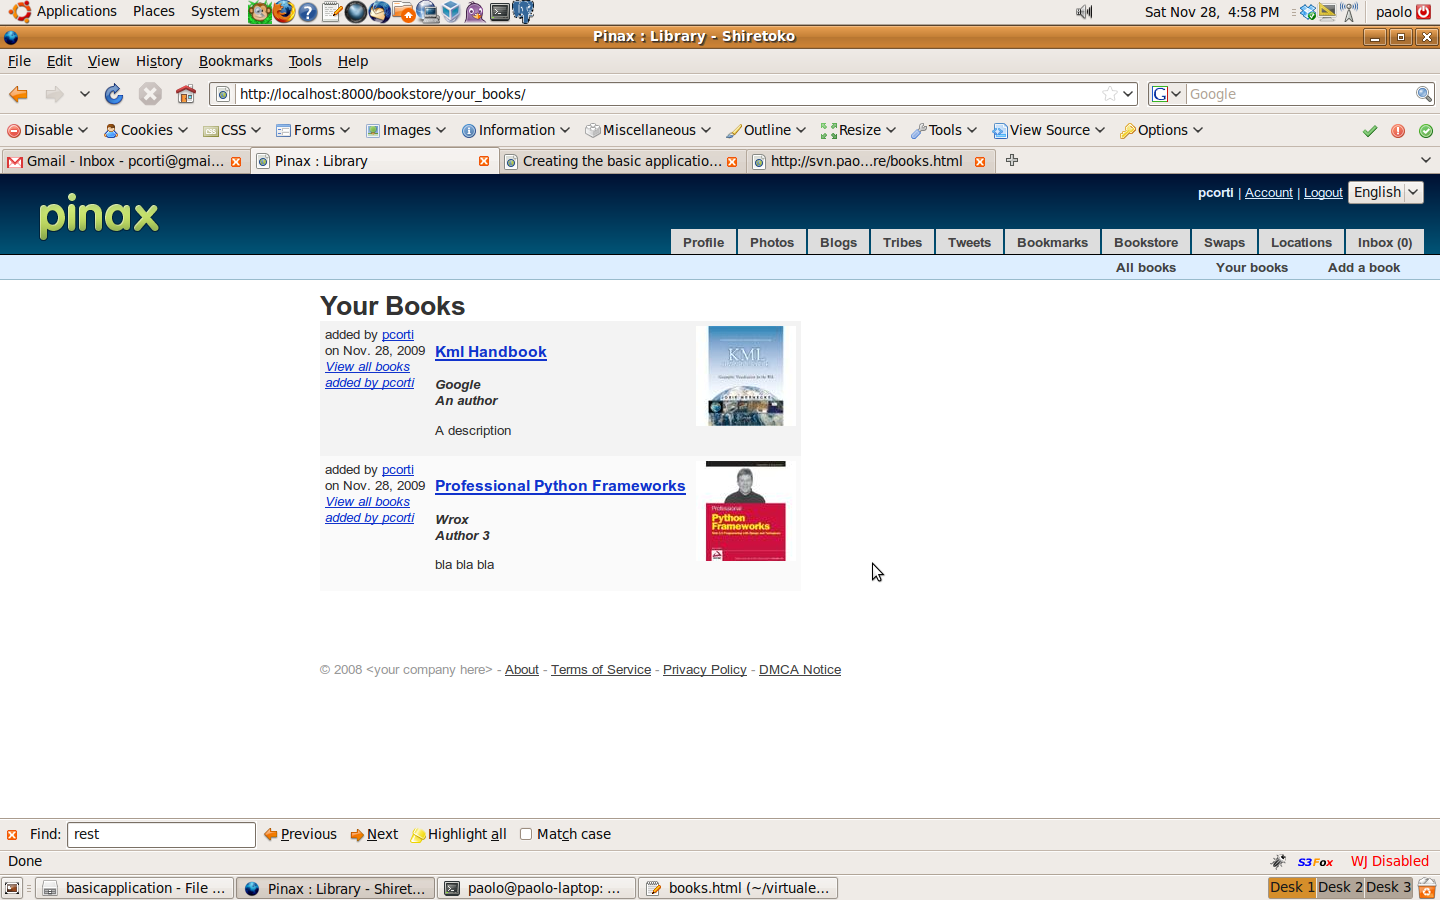 Applications Places System
Sat Nov 28, 4:58 PM
paolo
Pinax : Library - Shiretoko
File Edit View History Bookmarks Tools Help
http://localhost:8000/bookstore/your_books/
Google
Disable Cookies CSS Forms Images Information Miscellaneous Outline Resize Tools View Source Options
Gmail - Inbox - pcorti@gmai...
Pinax : Library
Creating the basic applicatio...
http://svn.pao...re/books.html
pinax
pcorti | Account | Logout English
Profile Photos Blogs Tribes Tweets Bookmarks Bookstore Swaps Locations Inbox (0)
All books Your books Add a book
Your Books
added by pcorti
on Nov. 28, 2009
View all books
added by pcorti
Kml Handbook
Google
An author
A description
KML
added by pcorti
on Nov. 28, 2009
View all books
added by pcorti
Professional Python Frameworks
Wrox
Author 3
bla bla bla
Professional
Python
Frameworks
© 2008 <your company here> - About - Terms of Service - Privacy Policy - DMCA Notice
Find: rest Previous Next Highlight all Match case
Done
S3Fox WJ Disabled
basicapplication - File ...
Pinax : Library - Shiret...
paolo@paolo-laptop: ...
books.html (~/virtuale...
Desk 1 Desk 2 Desk 3